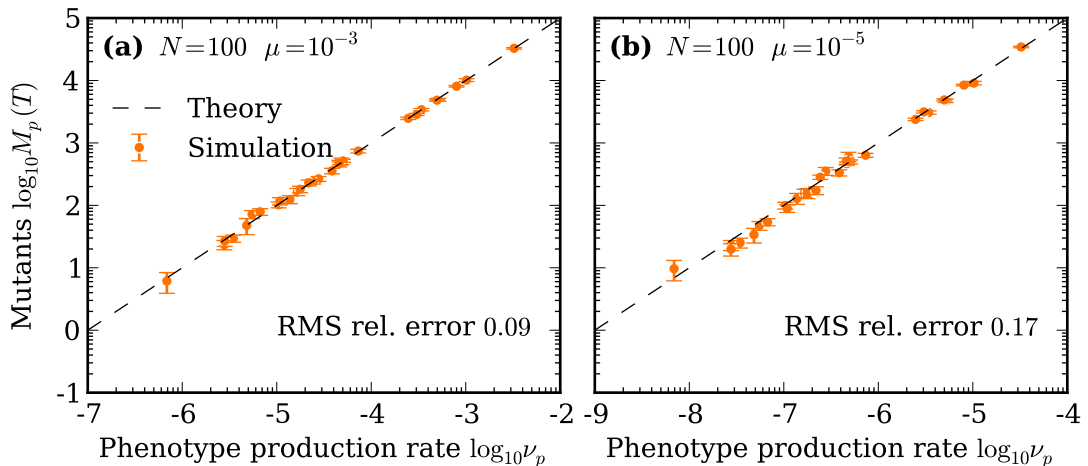 (a) N=100 μ=10⁻³
Theory
Simulation
RMS rel. error 0.09
Mutants log₁₀Mₚ(T)
5
4
3
2
1
0
-1
-7 -6 -5 -4 -3 -2
Phenotype production rate log₁₀νₚ
(b) N=100 μ=10⁻⁵
RMS rel. error 0.17
-9 -8 -7 -6 -5 -4
Phenotype production rate log₁₀νₚ